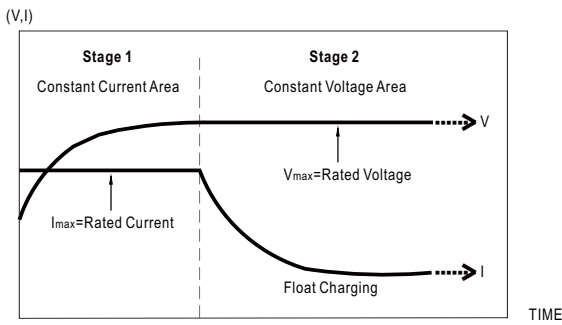 (V,I)
Stage 1
Constant Current Area
Stage 2
Constant Voltage Area
V
Vmax=Rated Voltage
Imax=Rated Current
I
Float Charging
TIME